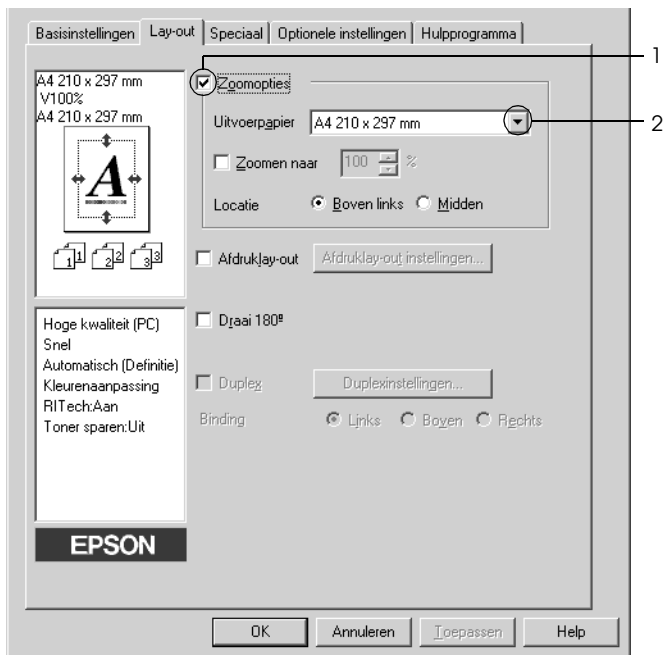 Basisinstellingen Lay-out Speciaal Optionele instellingen Hulpprogramma
1
A4 210 x 297 mm
V100%
A4 210 x 297 mm
A
1 1 2 2 3 3
Zoomopties
Uitvoerpapier A4 210 x 297 mm
2
Zoomen naar 100 %
Locatie Boven links Midden
Afdruklay-out Afdruklay-out instellingen...
Draai 180º
Duplex Duplexinstellingen...
Binding Links Boven Rechts
Hoge kwaliteit (PC)
Snel
Automatisch (Definitie)
Kleurenaanpassing
RITech:Aan
Toner sparen:Uit
EPSON
OK Annuleren Toepassen Help